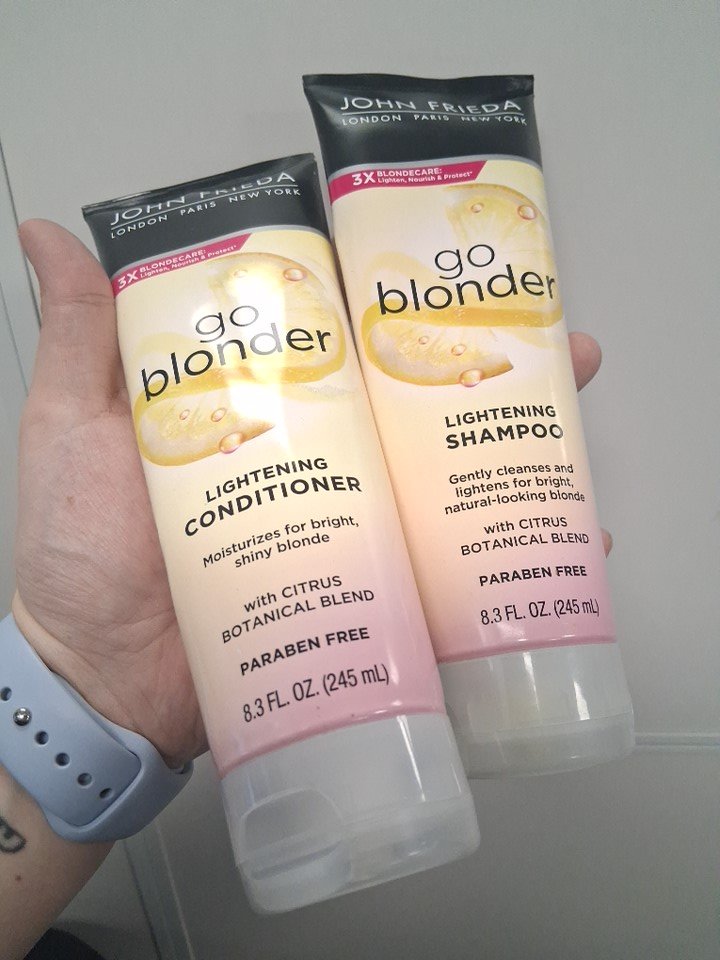 JOHN FRIEDA
LONDON PARIS NEW YORK
3X BLONDECARE:
Lighten, Nourish & Protect*
go
blonder
LIGHTENING
CONDITIONER
Moisturizes for bright,
shiny blonde
with CITRUS
BOTANICAL BLEND
PARABEN FREE
8.3 FL. OZ. (245 mL)
JOHN FRIEDA
LONDON PARIS NEW YORK
3X BLONDECARE:
Lighten, Nourish & Protect*
go
blonder
LIGHTENING
SHAMPOO
Gently cleanses and
lightens for bright,
natural-looking blonde
with CITRUS
BOTANICAL BLEND
PARABEN FREE
8.3 FL. OZ. (245 mL)